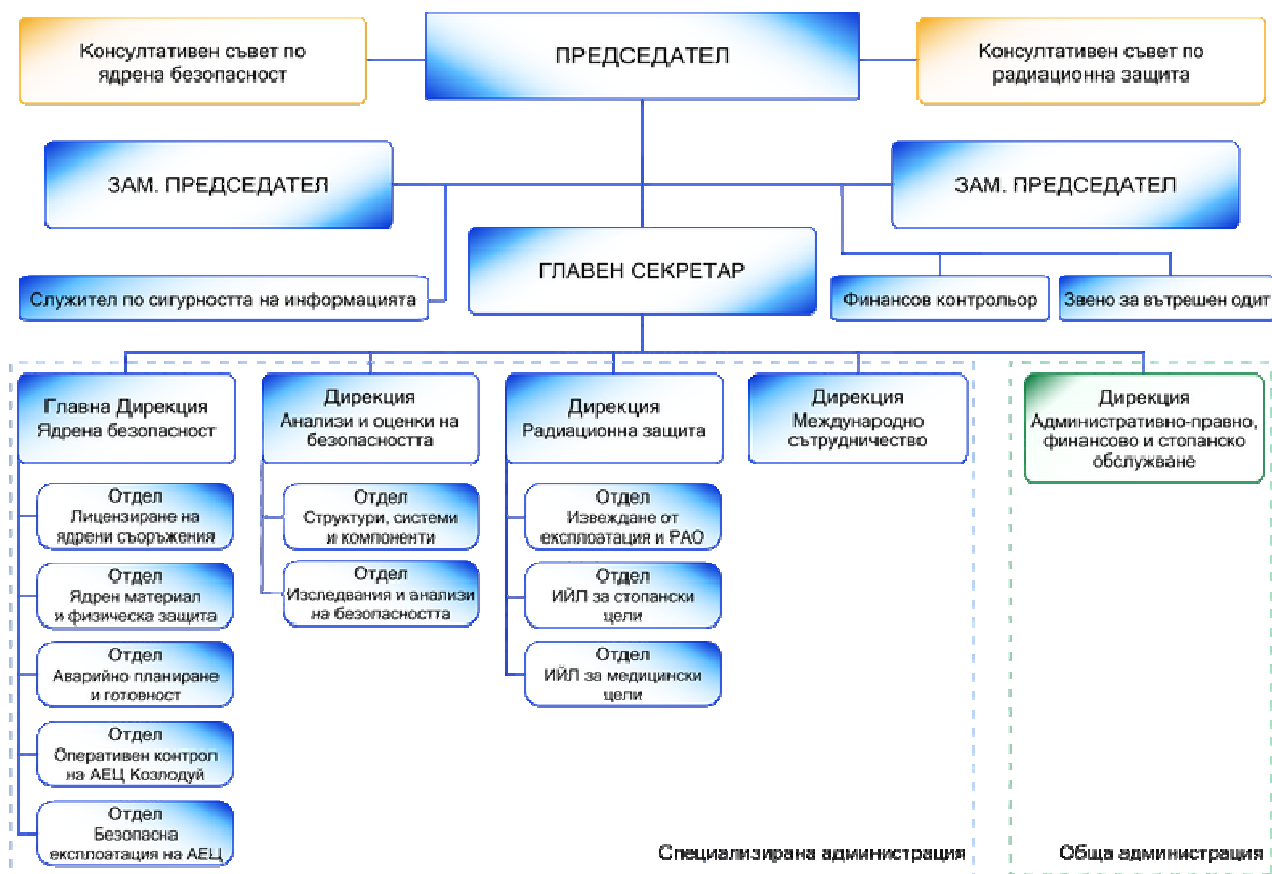 Консултативен съвет по
ядрена безопасност
ПРЕДСЕДАТЕЛ
Консултативен съвет по
радиационна защита
ЗАМ. ПРЕДСЕДАТЕЛ
ЗАМ. ПРЕДСЕДАТЕЛ
ГЛАВЕН СЕКРЕТАР
Служител по сигурността на информацията
Финансов контрольор
Звено за вътрешен одит
Главна Дирекция
Ядрена безопасност
Дирекция
Анализи и оценки на
безопасността
Дирекция
Радиационна защита
Дирекция
Международно
сътрудничество
Дирекция
Административно-правно,
финансово и стопанско
обслужване
Отдел
Лицензиране на
ядрени съоръжения
Отдел
Ядрен материал
и физическа защита
Отдел
Аварийно планиране
и готовност
Отдел
Оперативен контрол
на АЕЦ Козлодуй
Отдел
Безопасна
експлоатация на АЕЦ
Отдел
Структури, системи
и компоненти
Отдел
Изследвания и анализи
на безопасността
Отдел
Извеждане от
експлоатация и РАО
Отдел
ИЙЛ за стопански
цели
Отдел
ИЙЛ за медицински
цели
Специализирана администрация
Обща администрация